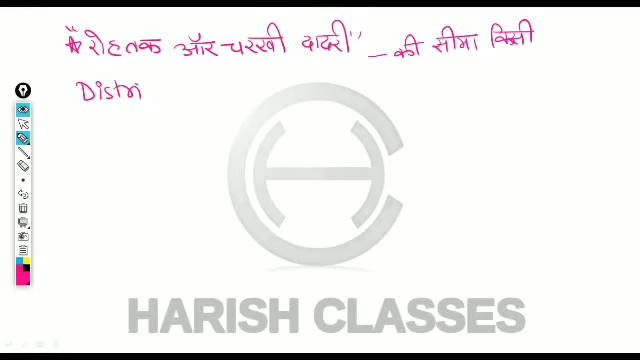 * "रोहतक और चरखी दादरी" _ की सीमा किसी
Distri
HARISH CLASSES